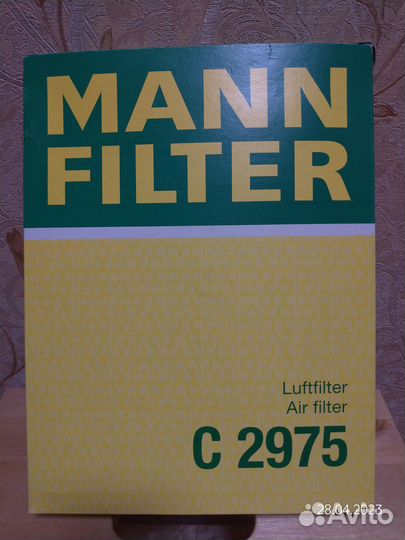 MANN
FILTER
Luftfilter
Air filter
C 2975
28.04.2023
Avito